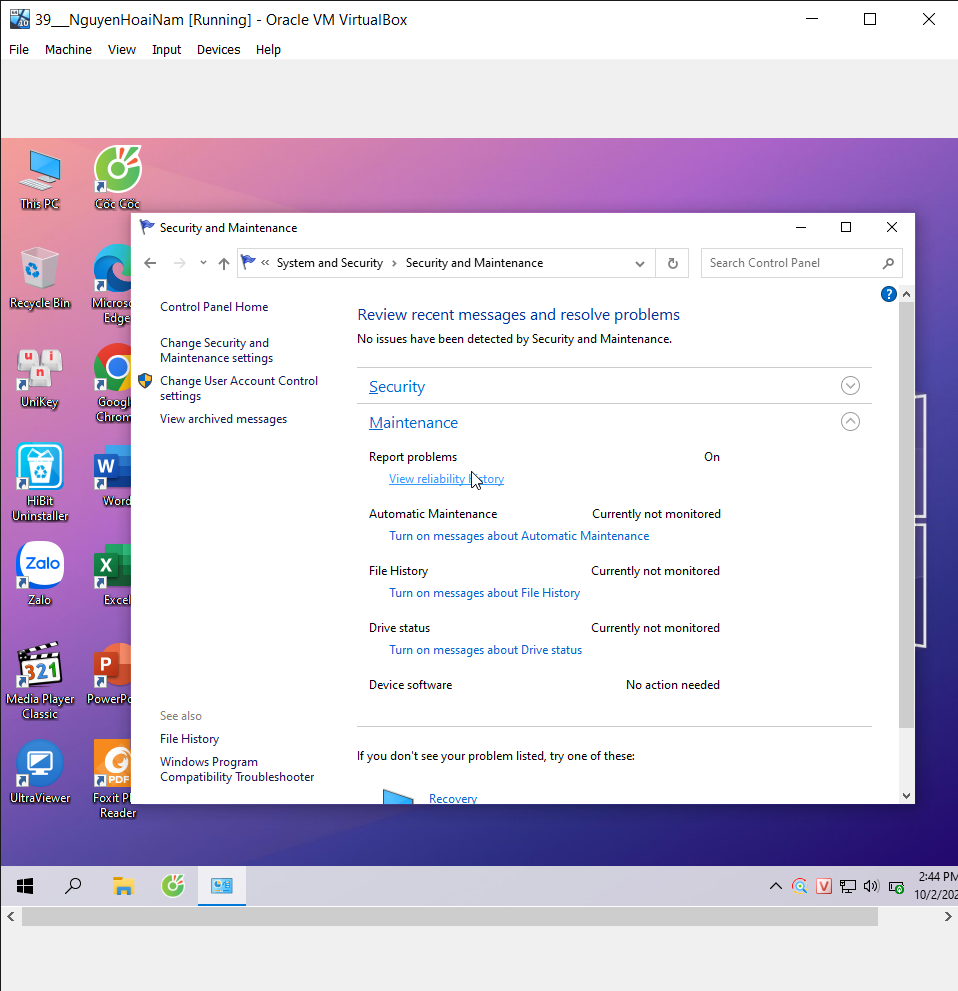 39___NguyenHoaiNam [Running] - Oracle VM VirtualBox
File Machine View Input Devices Help
This PC
Cốc Cốc
Recycle Bin
Microso
Edge
UniKey
Googl
Chrom
HiBit
Uninstaller
Word
Zalo
Excel
Media Player
Classic
PowerPo
UltraViewer
Foxit P
Reader
Security and Maintenance
« System and Security › Security and Maintenance
Search Control Panel
Control Panel Home
Change Security and
Maintenance settings
Change User Account Control
settings
View archived messages
See also
File History
Windows Program
Compatibility Troubleshooter
Review recent messages and resolve problems
No issues have been detected by Security and Maintenance.
Security
Maintenance
Report problems On
View reliability history
Automatic Maintenance Currently not monitored
Turn on messages about Automatic Maintenance
File History Currently not monitored
Turn on messages about File History
Drive status Currently not monitored
Turn on messages about Drive status
Device software No action needed
If you don't see your problem listed, try one of these:
Recovery
2:44 PM
10/2/202